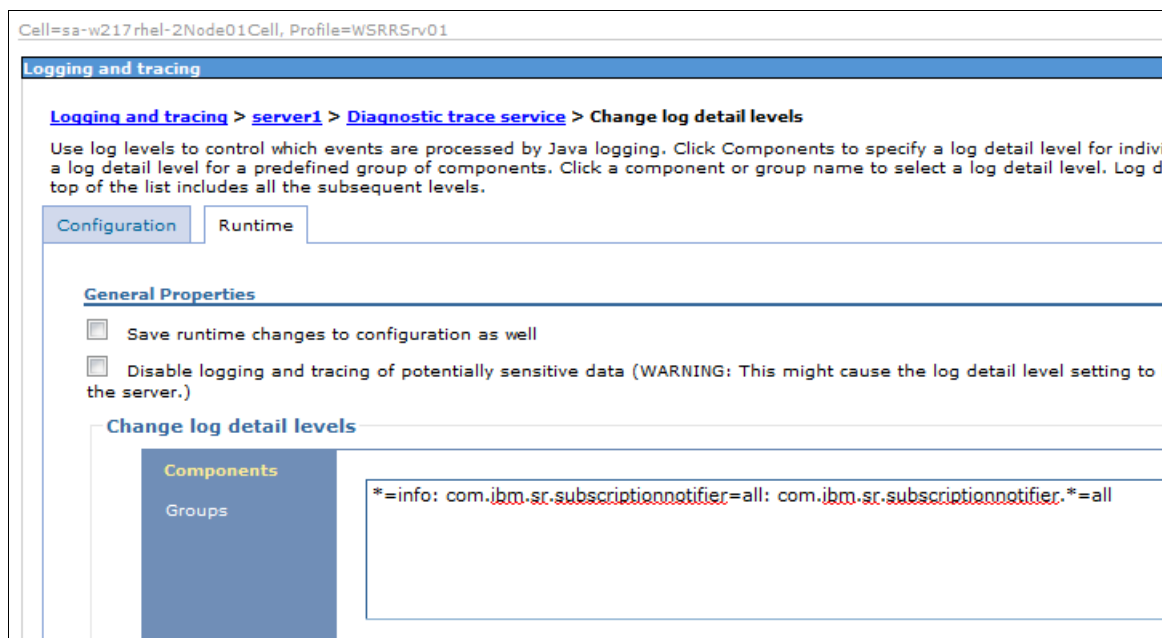 Cell=sa-w217rhel-2Node01Cell, Profile=WSRRSrv01
Logging and tracing
Logging and tracing > server1 > Diagnostic trace service > Change log detail levels
Use log levels to control which events are processed by Java logging. Click Components to specify a log detail level for indivi
a log detail level for a predefined group of components. Click a component or group name to select a log detail level. Log d
top of the list includes all the subsequent levels.
Configuration Runtime
General Properties
Save runtime changes to configuration as well
Disable logging and tracing of potentially sensitive data (WARNING: This might cause the log detail level setting to
the server.)
Change log detail levels
Components
*=info: com.ibm.sr.subscriptionnotifier=all: com.ibm.sr.subscriptionnotifier.*=all
Groups